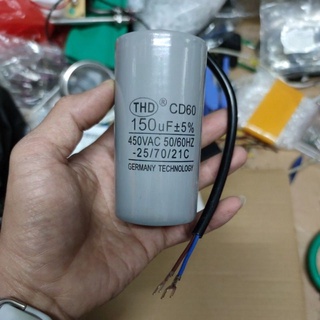 THD® CD60
150uF±5%
450VAC 50/60HZ
-25/70/21C
GERMANY TECHNOLOGY